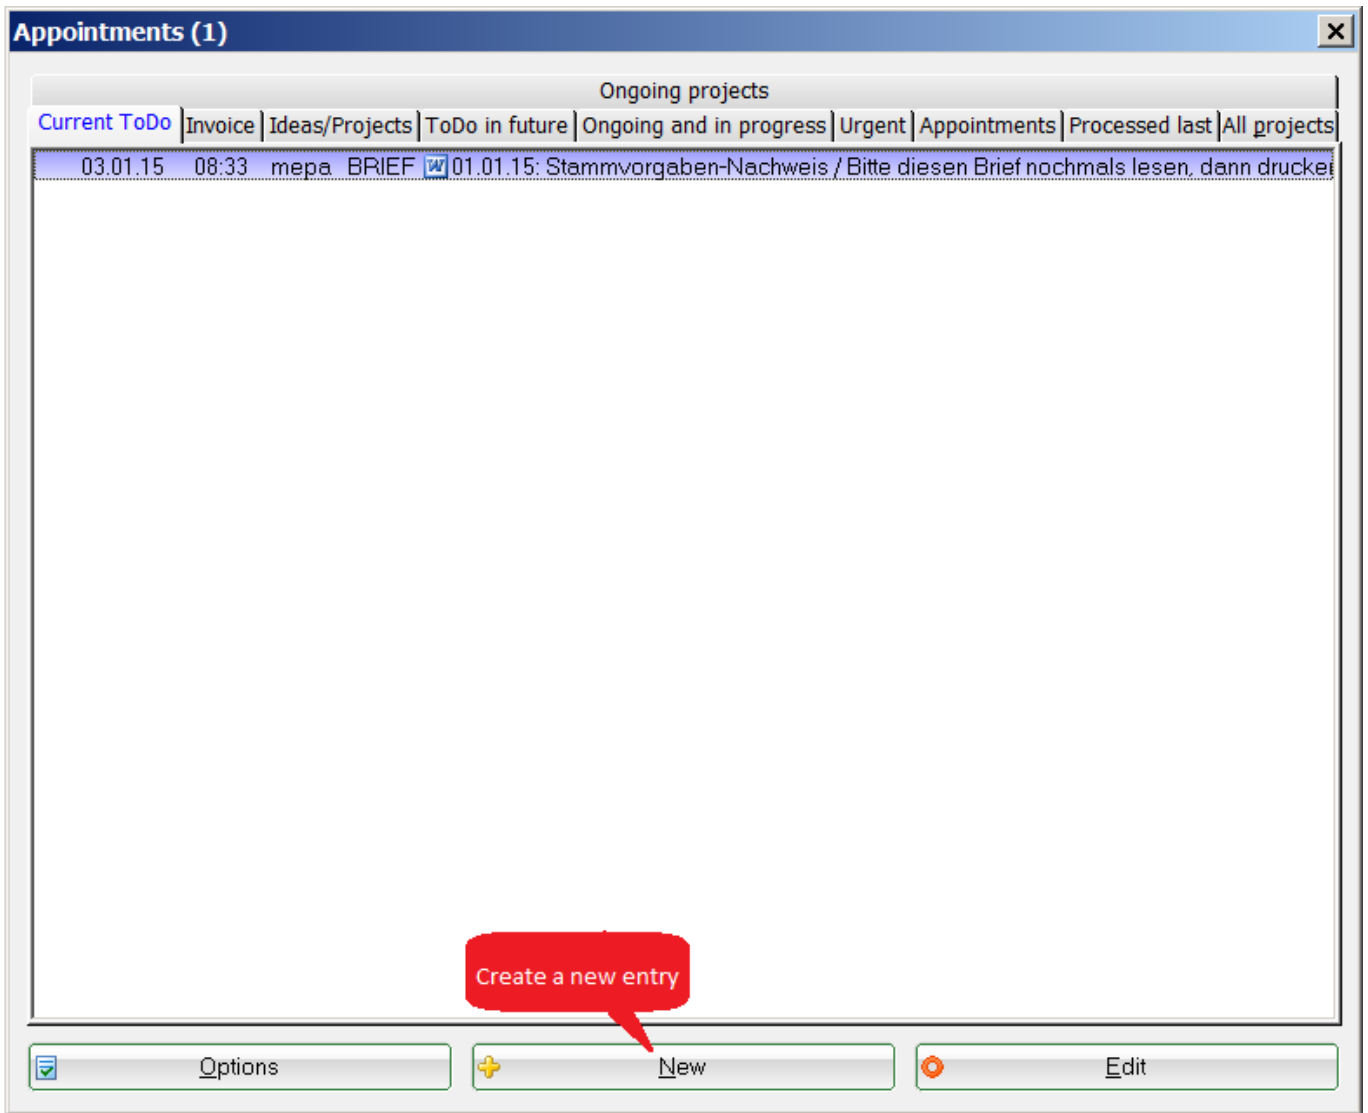 Appointments (1)
Ongoing projects
Current ToDo Invoice Ideas/Projects ToDo in future Ongoing and in progress Urgent Appointments Processed last All projects
03.01.15 08:33 mepa BRIEF W 01.01.15: Stammvorgaben-Nachweis / Bitte diesen Brief nochmals lesen, dann drucke
Create a new entry
Options New Edit